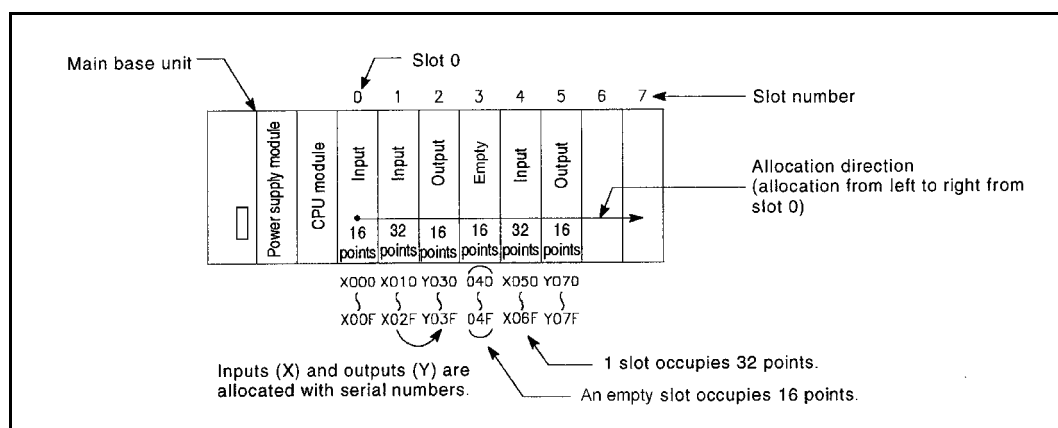 Main base unit
Slot 0
0 1 2 3 4 5 6 7
Slot number
Power supply module
CPU module
Input
Input
Output
Empty
Input
Output
Allocation direction
(allocation from left to right from
slot 0)
16 32 16 16 32 16
points points points points points points
X000 X010 Y030 040 X050 Y070
X00F X02F Y03F 04F X06F Y07F
Inputs (X) and outputs (Y) are
allocated with serial numbers.
1 slot occupies 32 points.
An empty slot occupies 16 points.